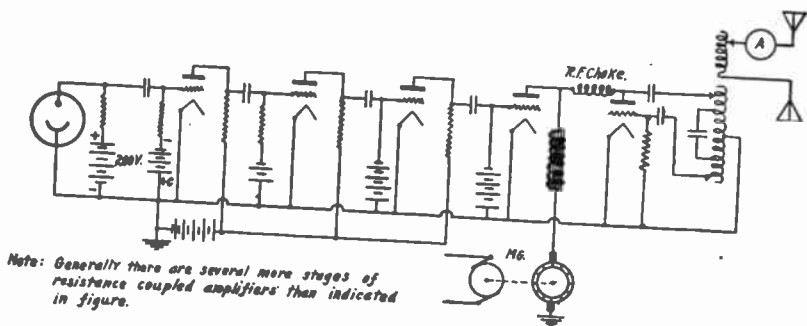 R.F.Choke.
A
+
200V.
-
-
+C
M.G.
Note: Generally there are several more stages of
resistance coupled amplifiers than indicated
in figure.